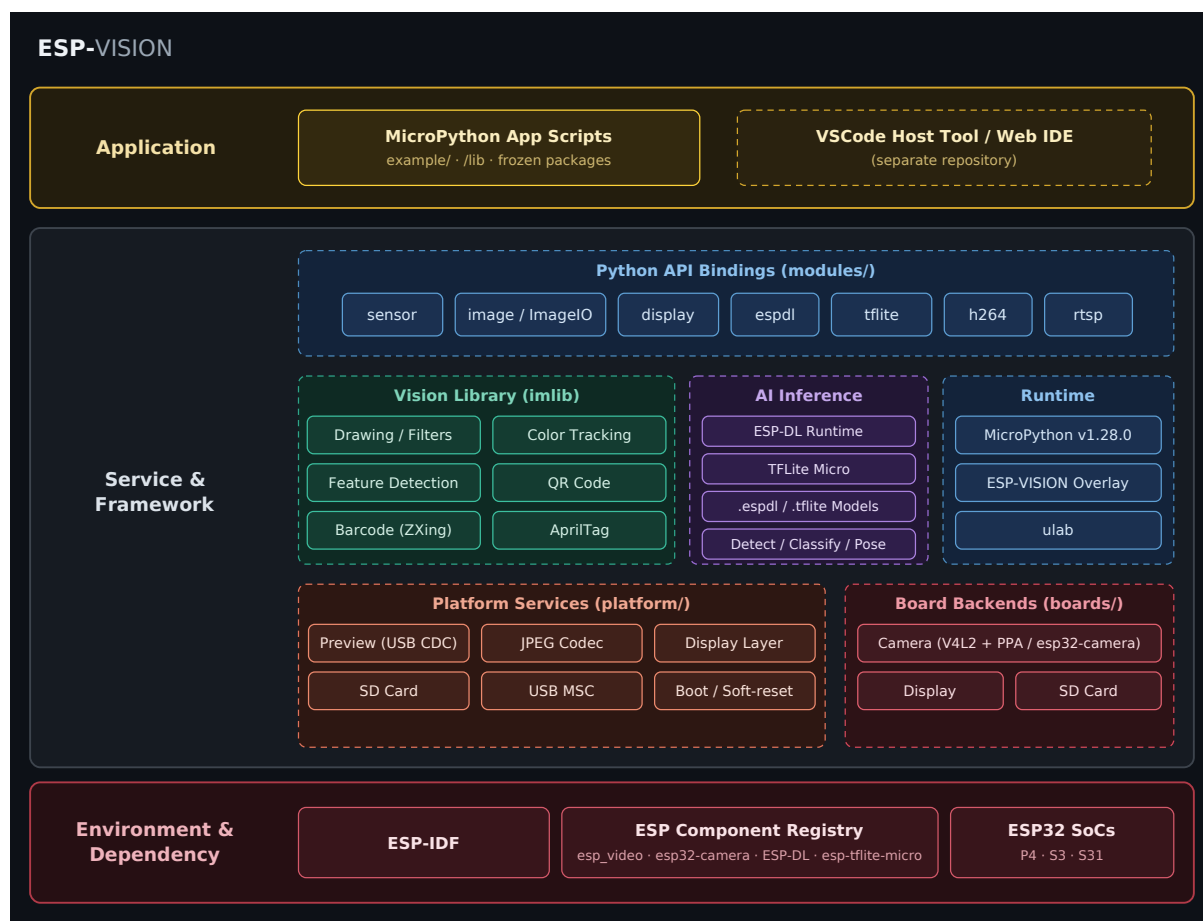 ESP-VISION
Application
MicroPython App Scripts
example/ · /lib · frozen packages
VSCode Host Tool / Web IDE
(separate repository)
Service &
Framework
Python API Bindings (modules/)
sensor
image / ImageIO
display
espdl
tflite
h264
rtsp
Vision Library (imlib)
Drawing / Filters
Color Tracking
Feature Detection
QR Code
Barcode (ZXing)
AprilTag
AI Inference
ESP-DL Runtime
TFLite Micro
.espdl / .tflite Models
Detect / Classify / Pose
Runtime
MicroPython v1.28.0
ESP-VISION Overlay
ulab
Platform Services (platform/)
Preview (USB CDC)
JPEG Codec
Display Layer
SD Card
USB MSC
Boot / Soft-reset
Board Backends (boards/)
Camera (V4L2 + PPA / esp32-camera)
Display
SD Card
Environment &
Dependency
ESP-IDF
ESP Component Registry
esp_video · esp32-camera · ESP-DL · esp-tflite-micro
ESP32 SoCs
P4 · S3 · S31